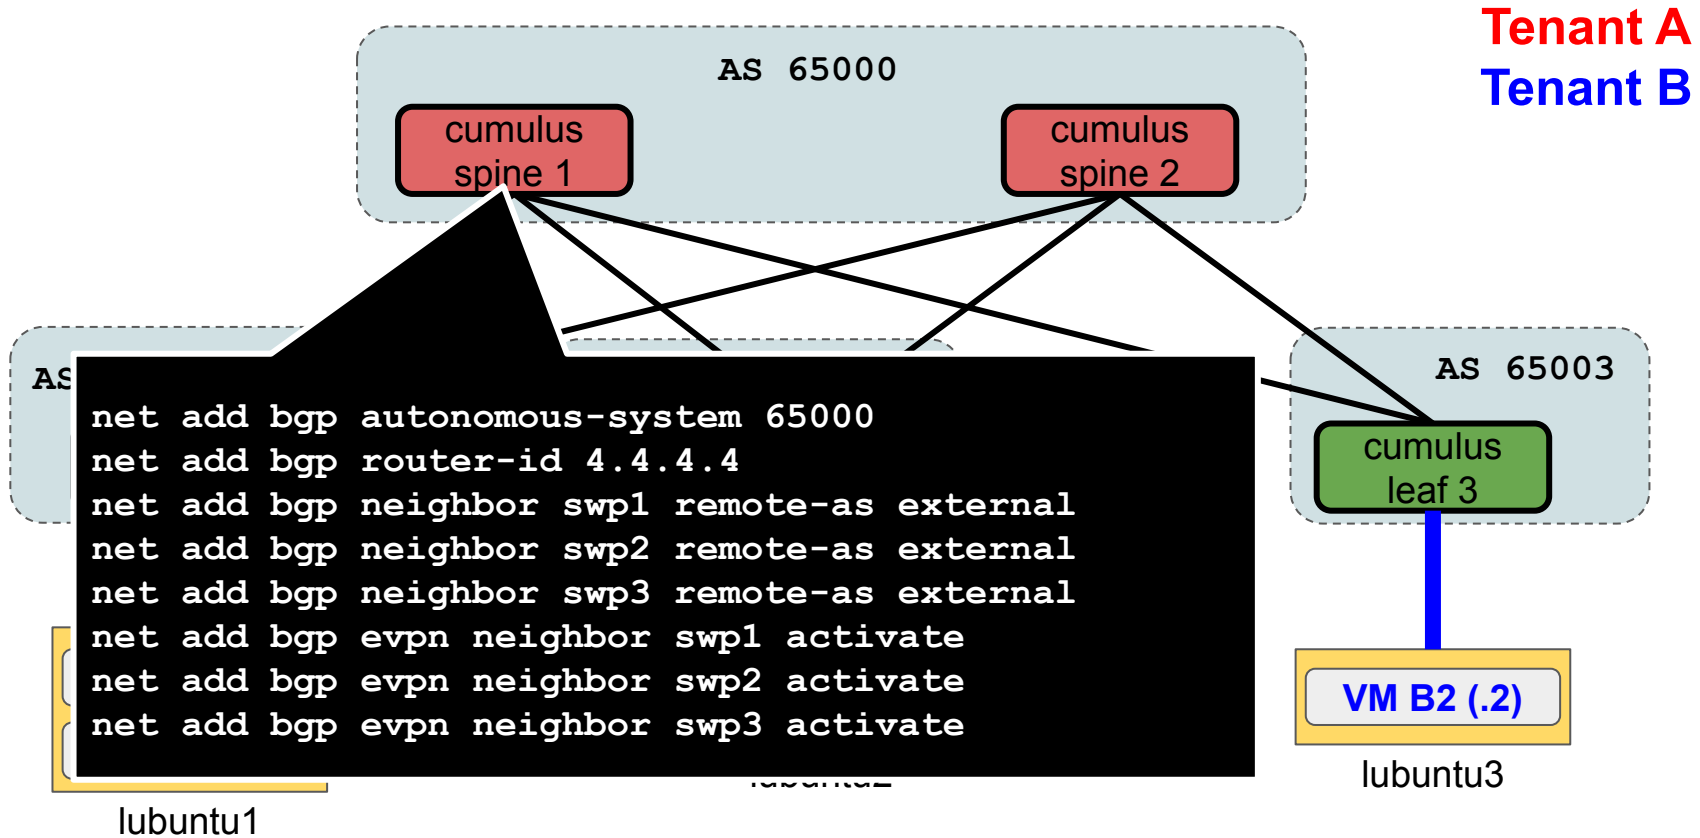 Tenant A
Tenant B
AS 65000
cumulus
spine 1
cumulus
spine 2
AS
AS 65003
net add bgp autonomous-system 65000
net add bgp router-id 4.4.4.4
net add bgp neighbor swp1 remote-as external
net add bgp neighbor swp2 remote-as external
net add bgp neighbor swp3 remote-as external
net add bgp evpn neighbor swp1 activate
net add bgp evpn neighbor swp2 activate
net add bgp evpn neighbor swp3 activate
cumulus
leaf 3
VM B2 (.2)
lubuntu3
lubuntu1